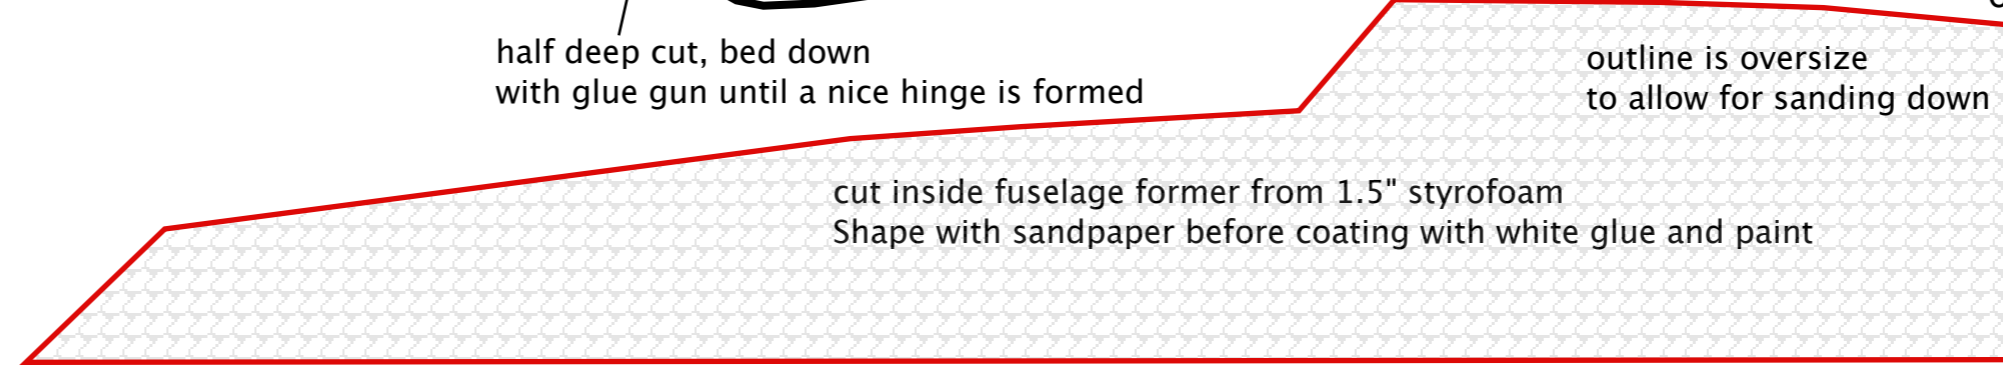 half deep cut, bed down
with glue gun until a nice hinge is formed
outline is oversize
to allow for sanding down
cut inside fuselage former from 1.5" styrofoam
Shape with sandpaper before coating with white glue and paint